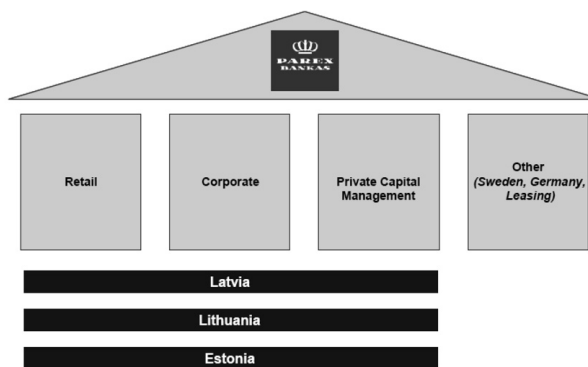 PAREX
BANKAS
Retail
Corporate
Private Capital
Management
Other
(Sweden, Germany,
Leasing)
Latvia
Lithuania
Estonia